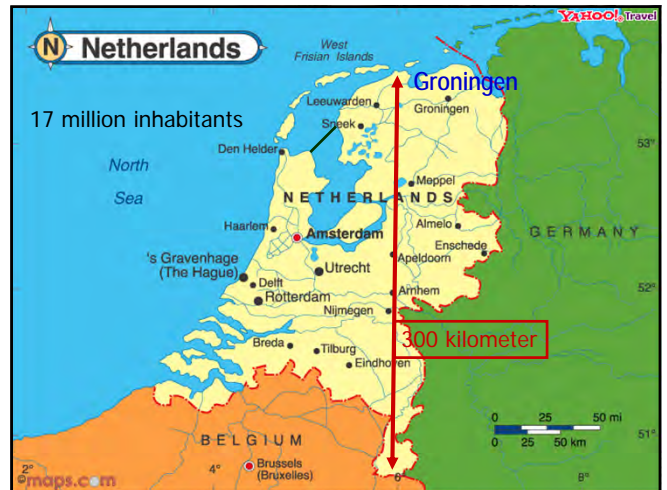 YAHOO! Travel
N Netherlands
West
Frisian Islands
Groningen
Leeuwarden
Groningen
17 million inhabitants
Sneek
53°
Den Helder
North
Sea
Meppel
NETHERLANDS
Haarlem
Almelo
GERMANY
Amsterdam
Enschede
's Gravenhage
(The Hague)
Utrecht
Apeldoorn
Delft
52°
Rotterdam
Arnhem
Nijmegen
300 kilometer
Breda
Tilburg
Eindhoven
0 25 50 mi
0 25 50 km
51°
BELGIUM
2°
4°
Brussels
(Bruxelles)
6°
8°
©maps.com